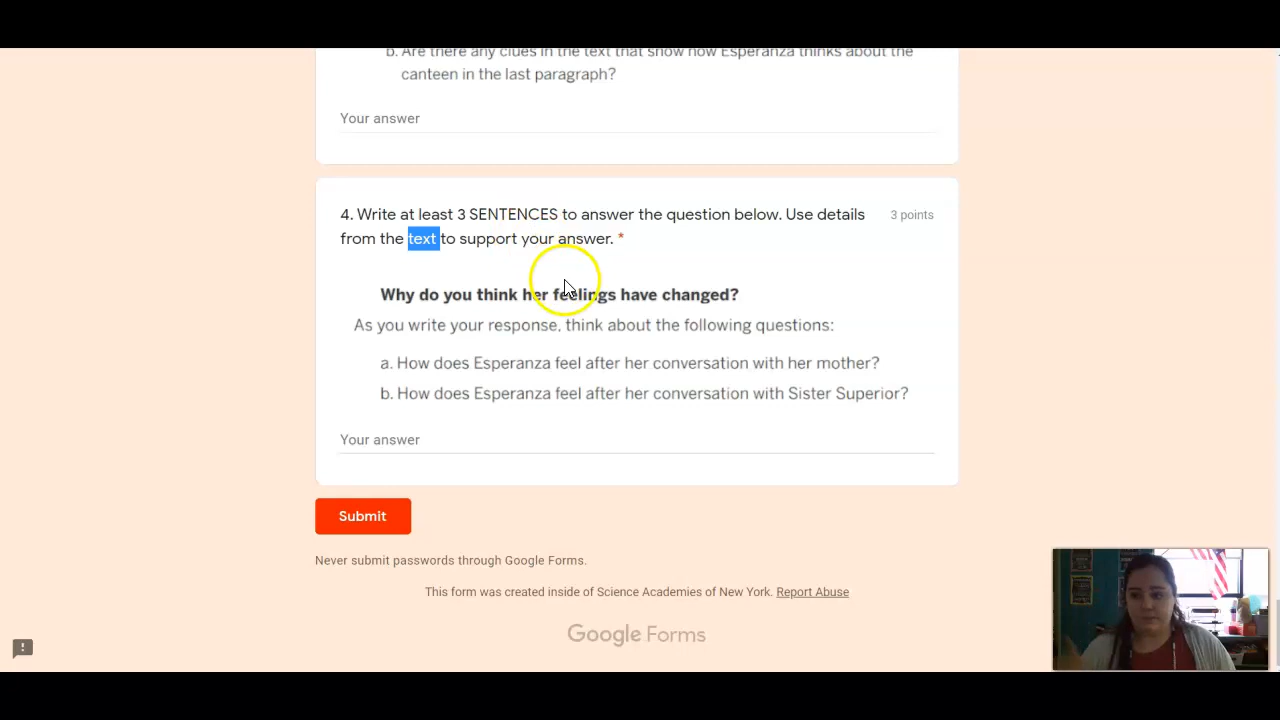 b. Are there any clues in the text that show how Esperanza thinks about the
canteen in the last paragraph?
Your answer
4. Write at least 3 SENTENCES to answer the question below. Use details
from the text to support your answer. *
3 points
Why do you think her feelings have changed?
As you write your response, think about the following questions:
a. How does Esperanza feel after her conversation with her mother?
b. How does Esperanza feel after her conversation with Sister Superior?
Your answer
Submit
Never submit passwords through Google Forms.
This form was created inside of Science Academies of New York. Report Abuse
Google Forms